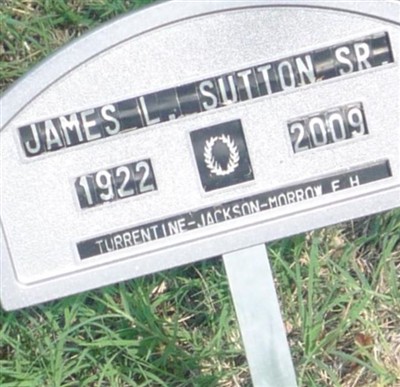 JAMES L. SUTTON SR.
1922 2009
TURRENTINE-JACKSON-MORROW F.H.